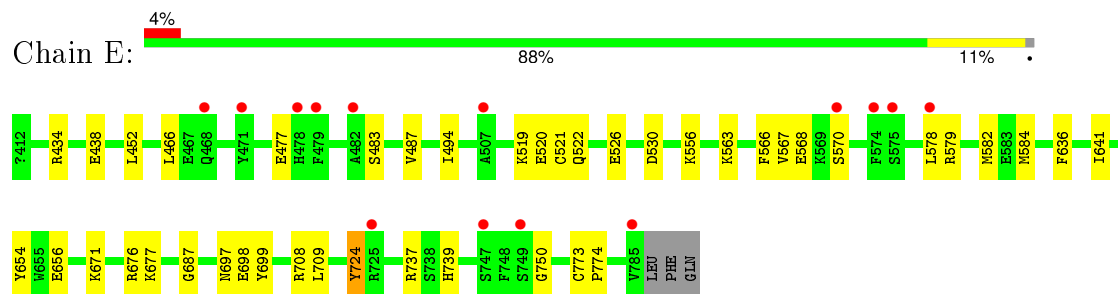 4%
Chain E:
88% 11% •
?412 R434 E438 L452 L466 E467 Q468 Y471 E477 H478 F479 A482 S483 V487 I494 A507 K519 E520 C521 Q522 E526 D530 K556 K563 F566 V567 E568 K569 S570 F574 S575 L578 R579 M582 E583 M584 F636 I641
Y654 W655 E656 K671 R676 K677 G687 N697 E698 Y699 R708 L709 Y724 R725 R737 S738 H739 S747 F748 S749 G750 C773 P774 V785 LEU PHE GLN